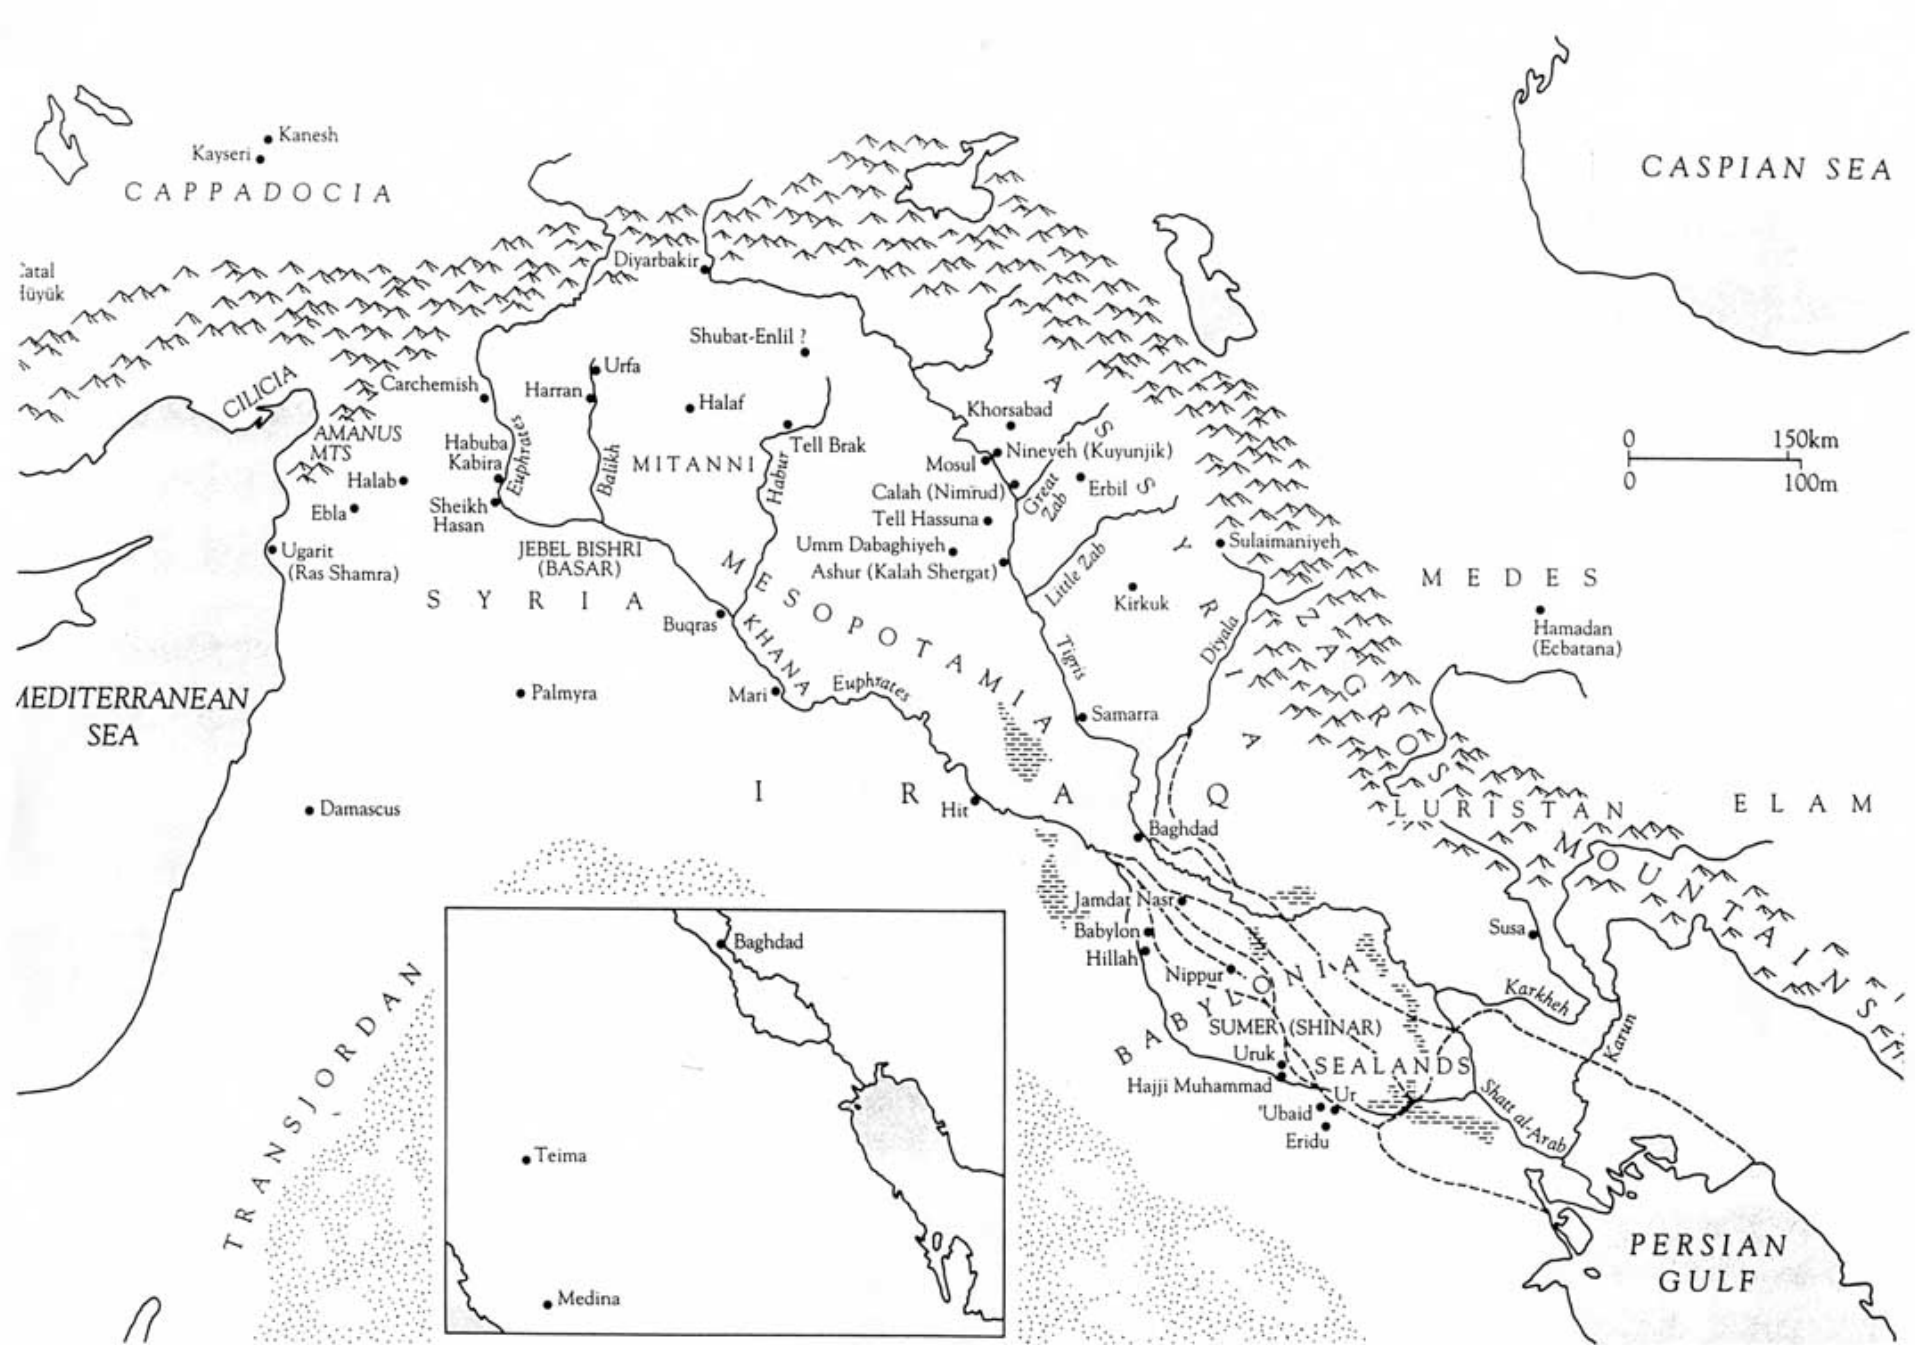 Kanesh
Kayseri
CAPPADOCIA
CASPIAN SEA
Çatal
Hüyük
Diyarbakir
Shubat-Enlil ?
Urfa
Harran
Carchemish
CILICIA
Halaf
AMANUS
MTS
Habuba
Kabira
Euphrates
Balikh
MITANNI
Habur
Tell Brak
Halab
Ebla
Sheikh
Hasan
Ugarit
(Ras Shamra)
JEBEL BISHRI
(BASAR)
SYRIA
Khorsabad
Nineveh (Kuyunjik)
Mosul
Calah (Nimrud)
Great
Zab
Erbil
Tell Hassuna
Umm Dabaghiyeh
Ashur (Kalah Shergat)
Little Zab
Sulaimaniyeh
Kirkuk
ASSYRIA
0 150km
0 100m
MEDES
Hamadan
(Ecbatana)
MESOPOTAMIA
Buqras
KHANA
Mari
Euphrates
Tigris
Diyala
Samarra
Palmyra
MEDITERRANEAN
SEA
Damascus
IRAQ
Hit
Baghdad
ZAGROS MOUNTAINS
LURISTAN
ELAM
Jamdat Nasr
Babylon
Hillah
Nippur
BABYLONIA
SUMER (SHINAR)
Uruk
Hajji Muhammad
SEALANDS
Ur
'Ubaid
Eridu
Susa
Karkheh
Karun
Shatt al-Arab
PERSIAN
GULF
TRANSJORDAN
Baghdad
Teima
Medina